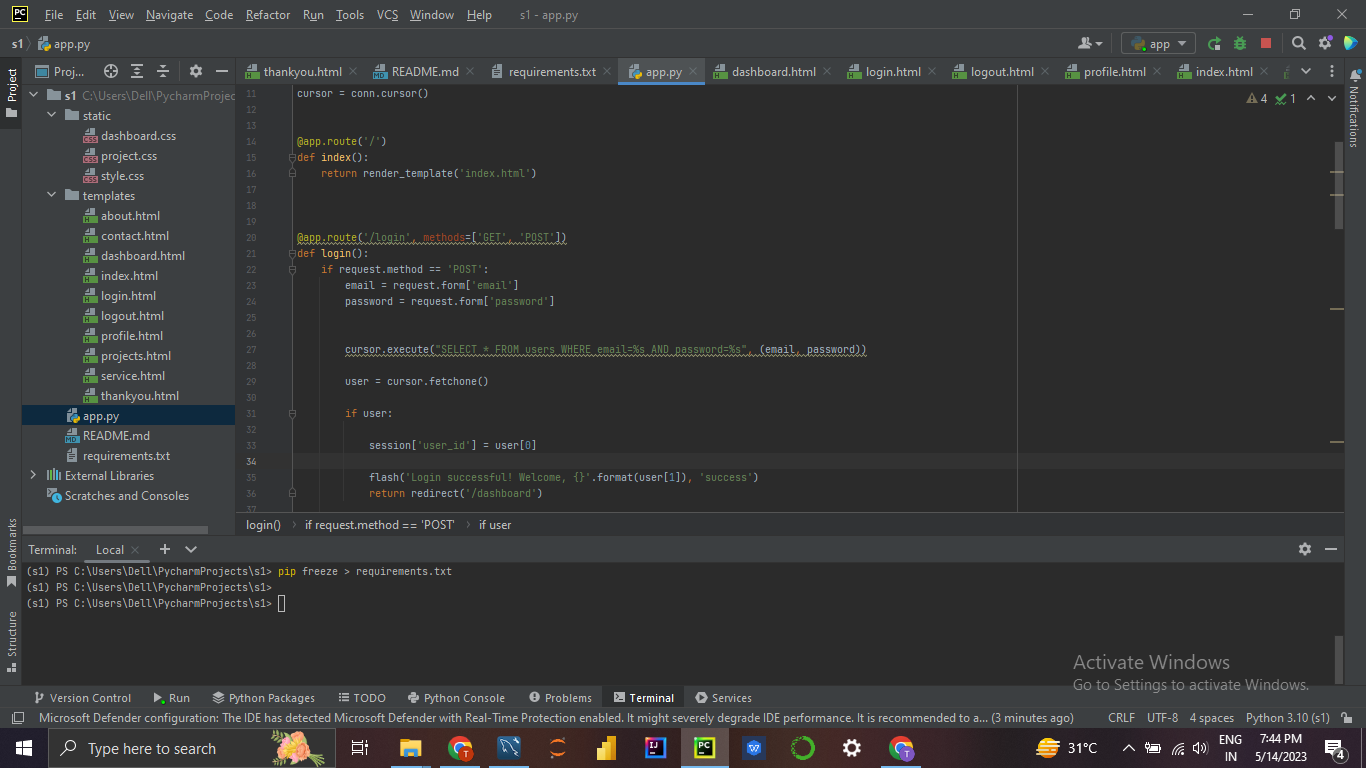 PC File Edit View Navigate Code Refactor Run Tools VCS Window Help s1 - app.py
s1 app.py app
Project Proj... thankyou.html README.md requirements.txt app.py dashboard.html login.html logout.html profile.html index.html
s1 C:\Users\Dell\PycharmProjec
static
dashboard.css
project.css
style.css
templates
about.html
contact.html
dashboard.html
index.html
login.html
logout.html
profile.html
projects.html
service.html
thankyou.html
app.py
README.md
requirements.txt
External Libraries
Scratches and Consoles
4 1
Notifications
11 cursor = conn.cursor()
12
13
14 @app.route('/')
15 def index():
16 return render_template('index.html')
17
18
19
20 @app.route('/login', methods=['GET', 'POST'])
21 def login():
22 if request.method == 'POST':
23 email = request.form['email']
24 password = request.form['password']
25
26
27 cursor.execute("SELECT * FROM users WHERE email=%s AND password=%s", (email, password))
28
29 user = cursor.fetchone()
30
31 if user:
32
33 session['user_id'] = user[0]
34
35 flash('Login successful! Welcome, {}'.format(user[1]), 'success')
36 return redirect('/dashboard')
37
login() if request.method == 'POST' if user
Bookmarks
Structure
Terminal: Local
(s1) PS C:\Users\Dell\PycharmProjects\s1> pip freeze > requirements.txt
(s1) PS C:\Users\Dell\PycharmProjects\s1>
(s1) PS C:\Users\Dell\PycharmProjects\s1>
Activate Windows
Go to Settings to activate Windows.
Version Control Run Python Packages TODO Python Console Problems Terminal Services
Microsoft Defender configuration: The IDE has detected Microsoft Defender with Real-Time Protection enabled. It might severely degrade IDE performance. It is recommended to a... (3 minutes ago) CRLF UTF-8 4 spaces Python 3.10 (s1)
Type here to search 31°C ENG 7:44 PM
IN 5/14/2023 4